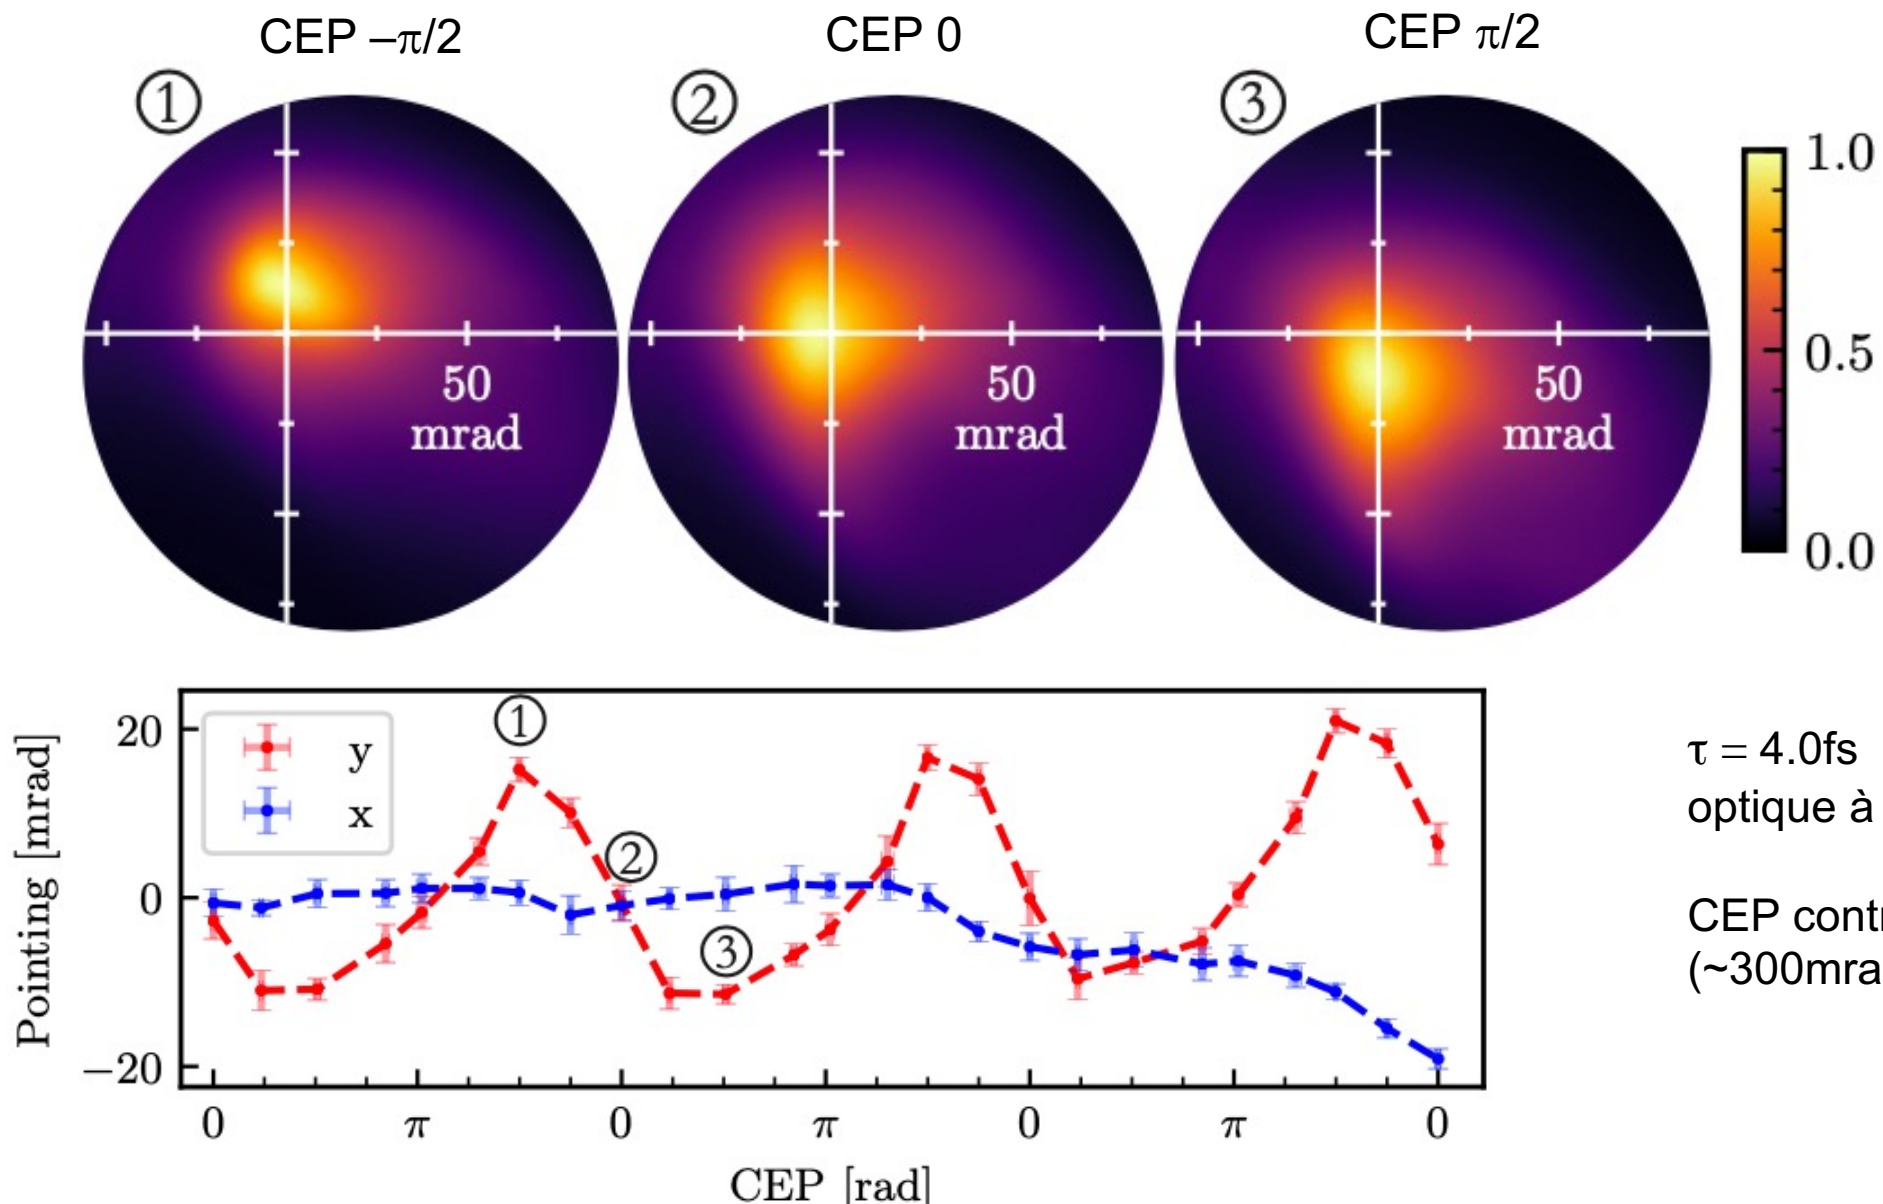 CEP –π/2
CEP 0
CEP π/2
①
②
③
50
mrad
50
mrad
50
mrad
1.0
0.5
0.0
Pointing [mrad]
20
0
−20
y
x
①
②
③
0
π
0
π
0
π
0
CEP [rad]
τ = 4.0fs
optique à
CEP contr
(~300mra